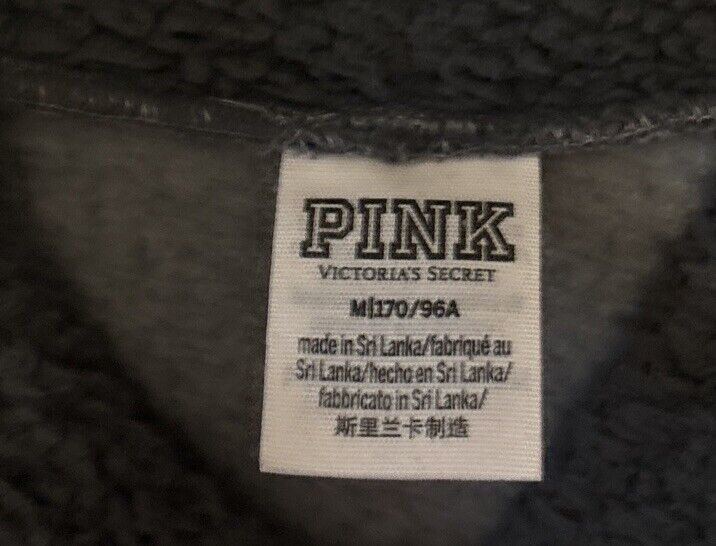 PINK
VICTORIA'S SECRET
M|170/96A
made in Sri Lanka/fabriqué au
Sri Lanka/hecho en Sri Lanka/
fabbricato in Sri Lanka/
斯里兰卡制造